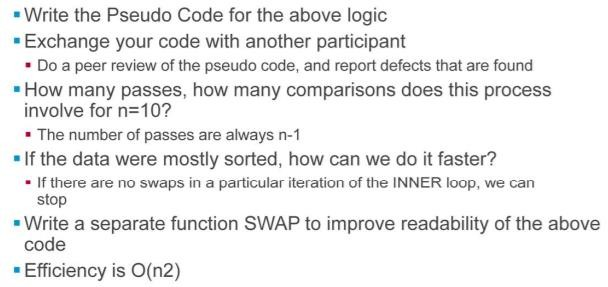 Write the Pseudo Code for the above logic
Exchange your code with another participant
Do a peer review of the pseudo code, and report defects that are found
How many passes, how many comparisons does this process
involve for n=10?
The number of passes are always n-1
If the data were mostly sorted, how can we do it faster?
If there are no swaps in a particular iteration of the INNER loop, we can
stop
Write a separate function SWAP to improve readability of the above
code
Efficiency is O(n2)